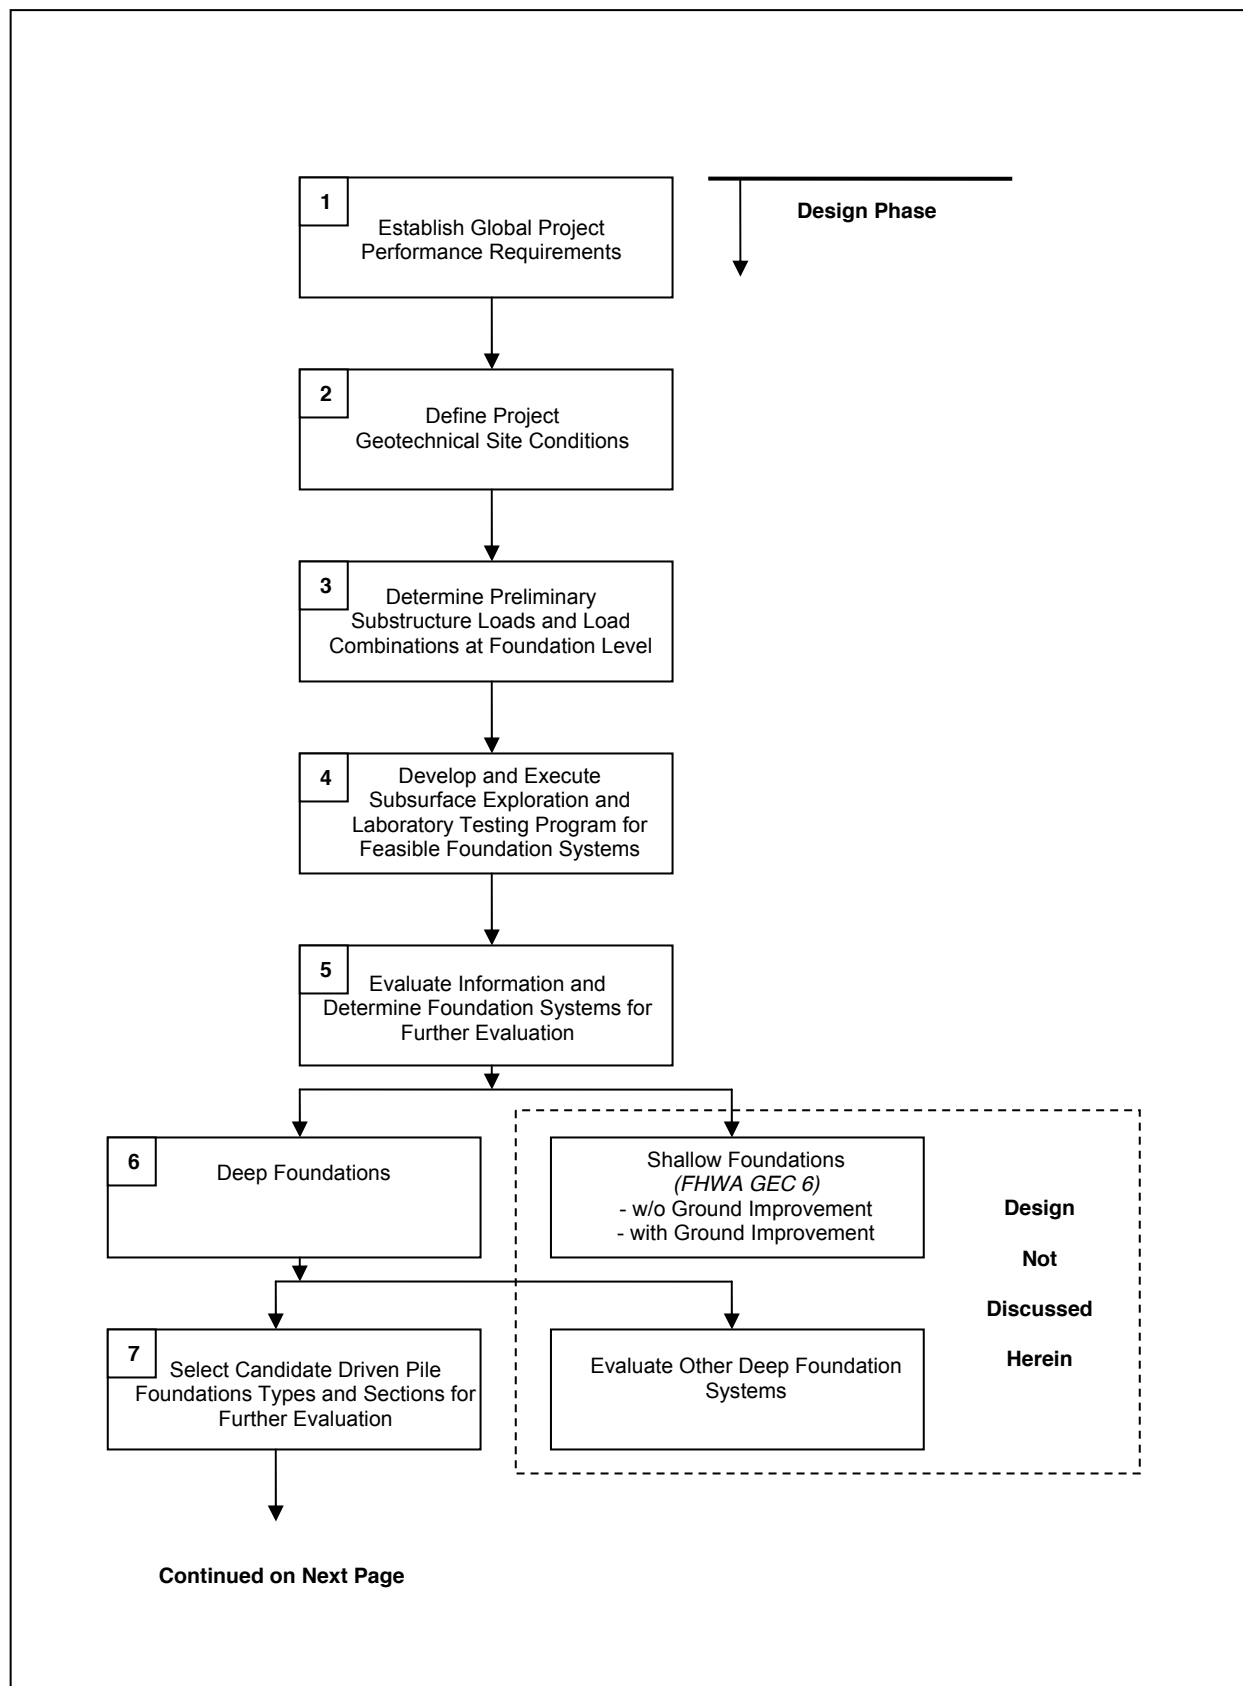 1
Establish Global Project
Performance Requirements
Design Phase
2
Define Project
Geotechnical Site Conditions
3
Determine Preliminary
Substructure Loads and Load
Combinations at Foundation Level
4
Develop and Execute
Subsurface Exploration and
Laboratory Testing Program for
Feasible Foundation Systems
5
Evaluate Information and
Determine Foundation Systems for
Further Evaluation
6
Deep Foundations
Shallow Foundations
(FHWA GEC 6)
- w/o Ground Improvement
- with Ground Improvement
Design
Not
Discussed
Herein
7
Select Candidate Driven Pile
Foundations Types and Sections for
Further Evaluation
Evaluate Other Deep Foundation
Systems
Continued on Next Page